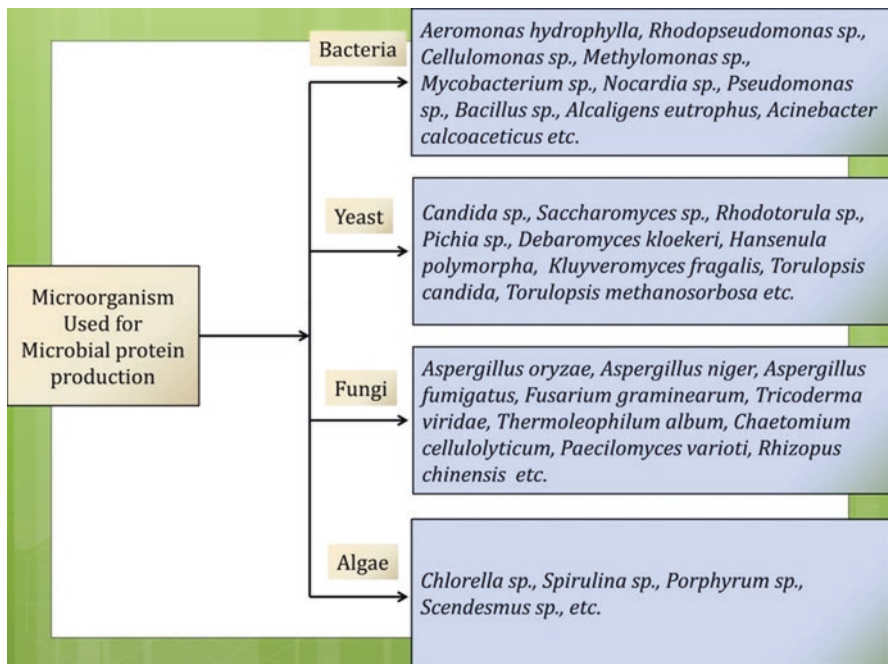 Microorganism
Used for
Microbial protein
production
Bacteria
Aeromonas hydrophylla, Rhodopseudomonas sp.,
Cellulomonas sp., Methylomonas sp.,
Mycobacterium sp., Nocardia sp., Pseudomonas
sp., Bacillus sp., Alcaligens eutrophus, Acinebacter
calcoaceticus etc.
Yeast
Candida sp., Saccharomyces sp., Rhodotorula sp.,
Pichia sp., Debaromyces kloekeri, Hansenula
polymorpha, Kluyveromyces fragalis, Torulopsis
candida, Torulopsis methanosorbosa etc.
Fungi
Aspergillus oryzae, Aspergillus niger, Aspergillus
fumigatus, Fusarium graminearum, Tricoderma
viridae, Thermoleophilum album, Chaetomium
cellulolyticum, Paecilomyces varioti, Rhizopus
chinensis etc.
Algae
Chlorella sp., Spirulina sp., Porphyrum sp.,
Scendesmus sp., etc.